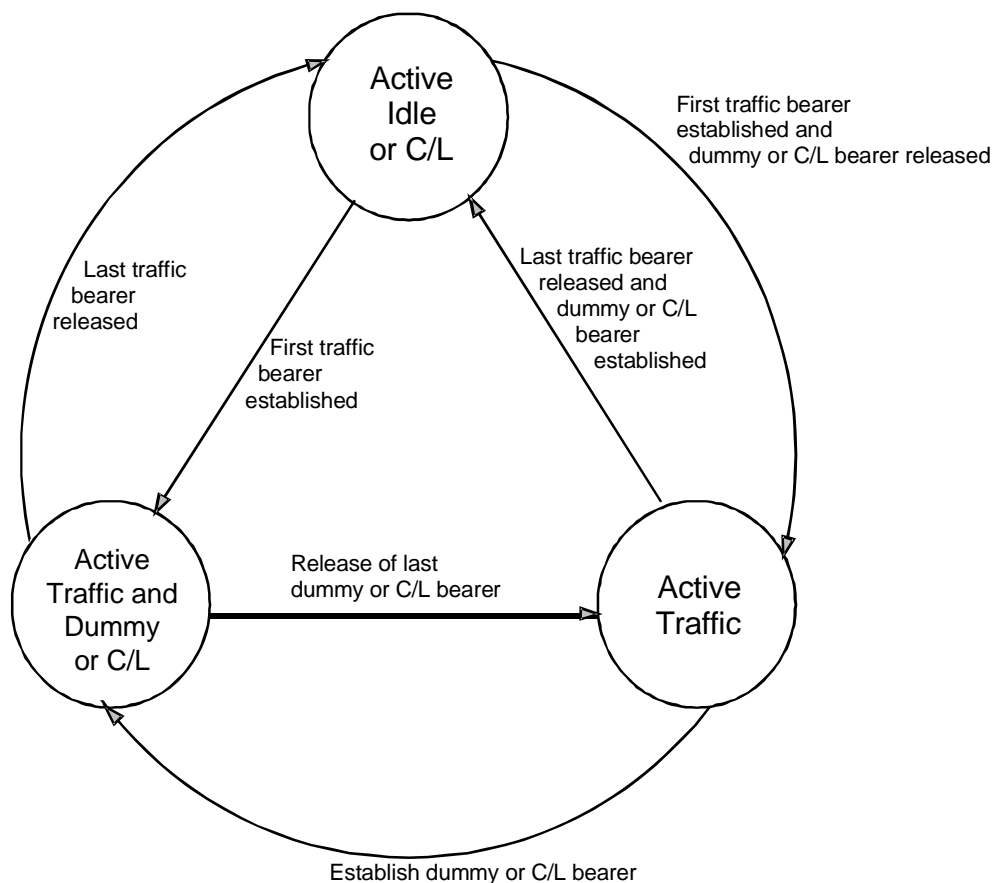 Active
Idle
or C/L
First traffic bearer
established and
dummy or C/L bearer released
Last traffic bearer
released and
dummy or C/L
bearer
established
Last traffic
bearer
released
First traffic
bearer
established
Active
Traffic and
Dummy
or C/L
Release of last
dummy or C/L bearer
Active
Traffic
Establish dummy or C/L bearer